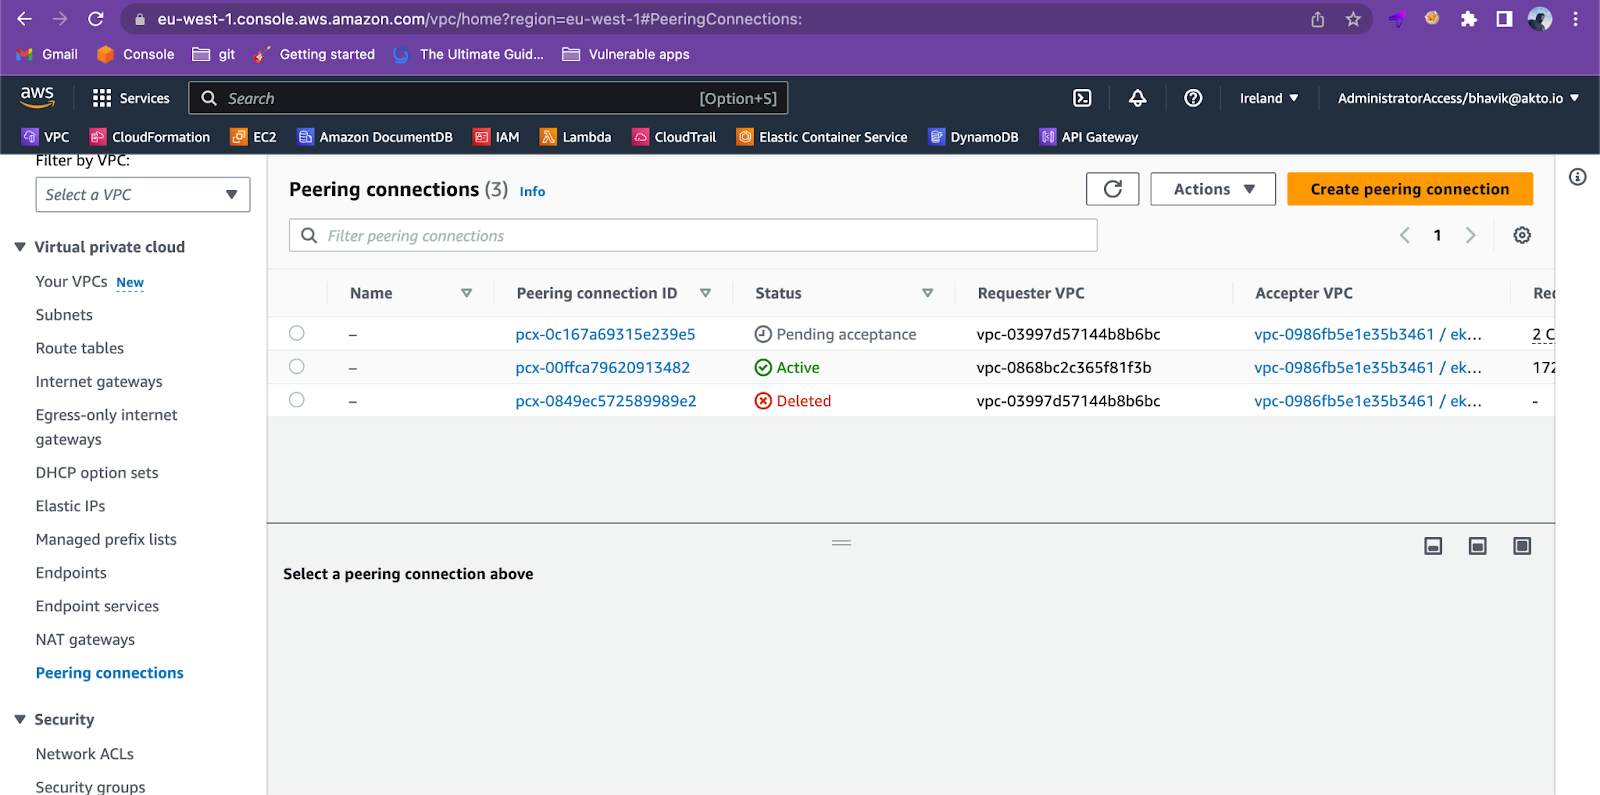 eu-west-1.console.aws.amazon.com/vpc/home?region=eu-west-1#PeeringConnections:
Gmail Console git Getting started The Ultimate Guid... Vulnerable apps
aws Services Search [Option+S] Ireland AdministratorAccess/bhavik@akto.io
VPC CloudFormation EC2 Amazon DocumentDB IAM Lambda CloudTrail Elastic Container Service DynamoDB API Gateway
Filter by VPC:
Select a VPC
Virtual private cloud
Your VPCs New
Subnets
Route tables
Internet gateways
Egress-only internet
gateways
DHCP option sets
Elastic IPs
Managed prefix lists
Endpoints
Endpoint services
NAT gateways
Peering connections
Security
Network ACLs
Security groups
Peering connections (3) Info
Actions
Create peering connection
Filter peering connections
1
Name Peering connection ID Status Requester VPC Accepter VPC Rec
– pcx-0c167a69315e239e5 Pending acceptance vpc-03997d57144b8b6bc vpc-0986fb5e1e35b3461 / ek... 2 C
– pcx-00ffca79620913482 Active vpc-0868bc2c365f81f3b vpc-0986fb5e1e35b3461 / ek... 172
– pcx-0849ec572589989e2 Deleted vpc-03997d57144b8b6bc vpc-0986fb5e1e35b3461 / ek... -
Select a peering connection above